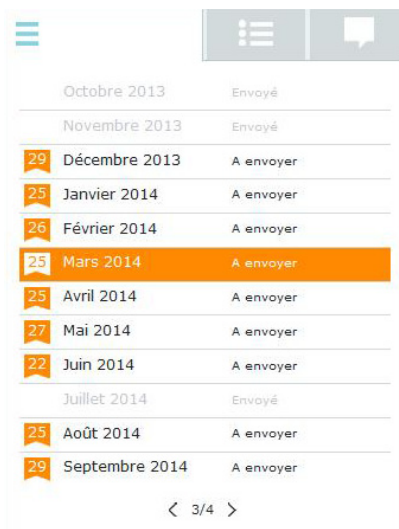 Octobre 2013 Envoyé
Novembre 2013 Envoyé
29 Décembre 2013 A envoyer
25 Janvier 2014 A envoyer
26 Février 2014 A envoyer
25 Mars 2014 A envoyer
25 Avril 2014 A envoyer
27 Mai 2014 A envoyer
22 Juin 2014 A envoyer
Juillet 2014 Envoyé
25 Août 2014 A envoyer
29 Septembre 2014 A envoyer
< 3/4 >